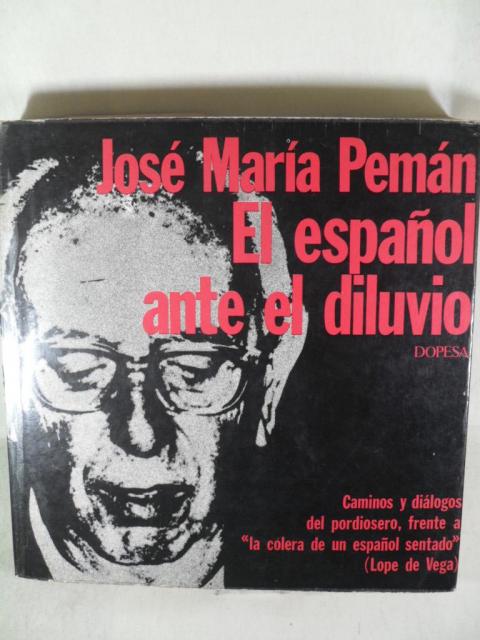 José María Pemán
El español
ante el diluvio
DOPESA
Caminos y diálogos
del pordiosero, frente a
“la colera de un español sentado”
(Lope de Vega)